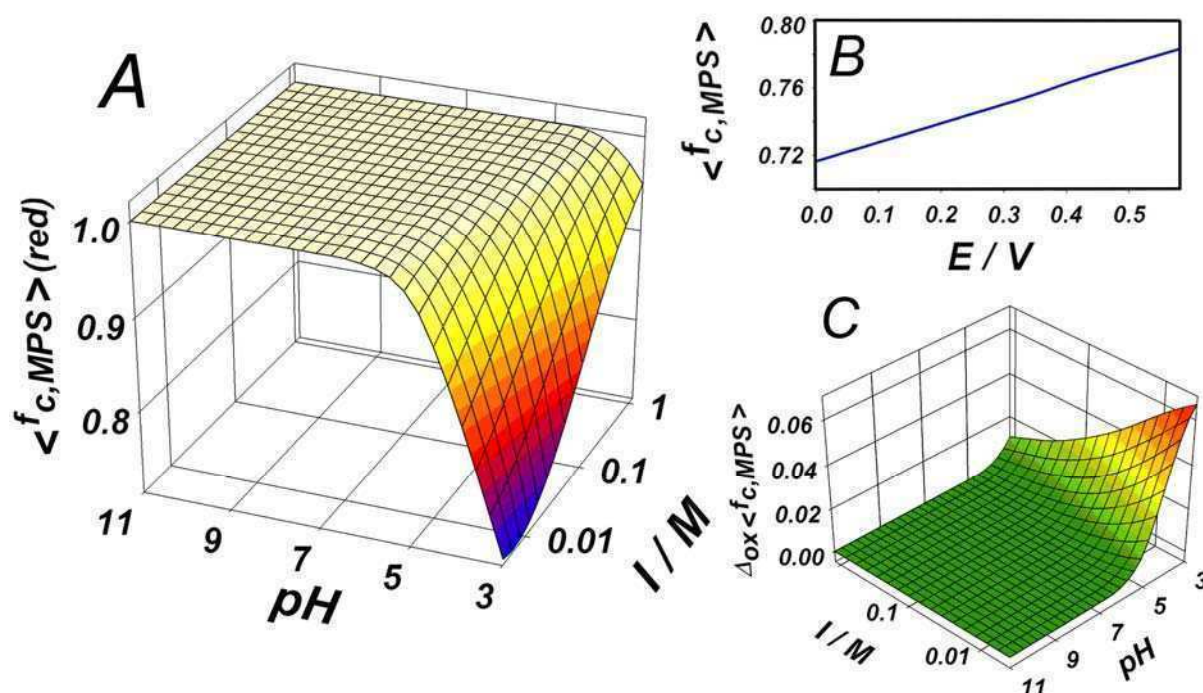 A
<f c,MPS >(red)
1.0
0.9
0.8
11
9
7
5
3
pH
0.01
0.1
1
I / M
B
<f c,MPS >
0.80
0.76
0.72
0.0 0.1 0.2 0.3 0.4 0.5
E / V
C
Δox <f c,MPS >
0.06
0.04
0.02
0.00
0.1
0.01
I / M
11
9
7
5
3
pH